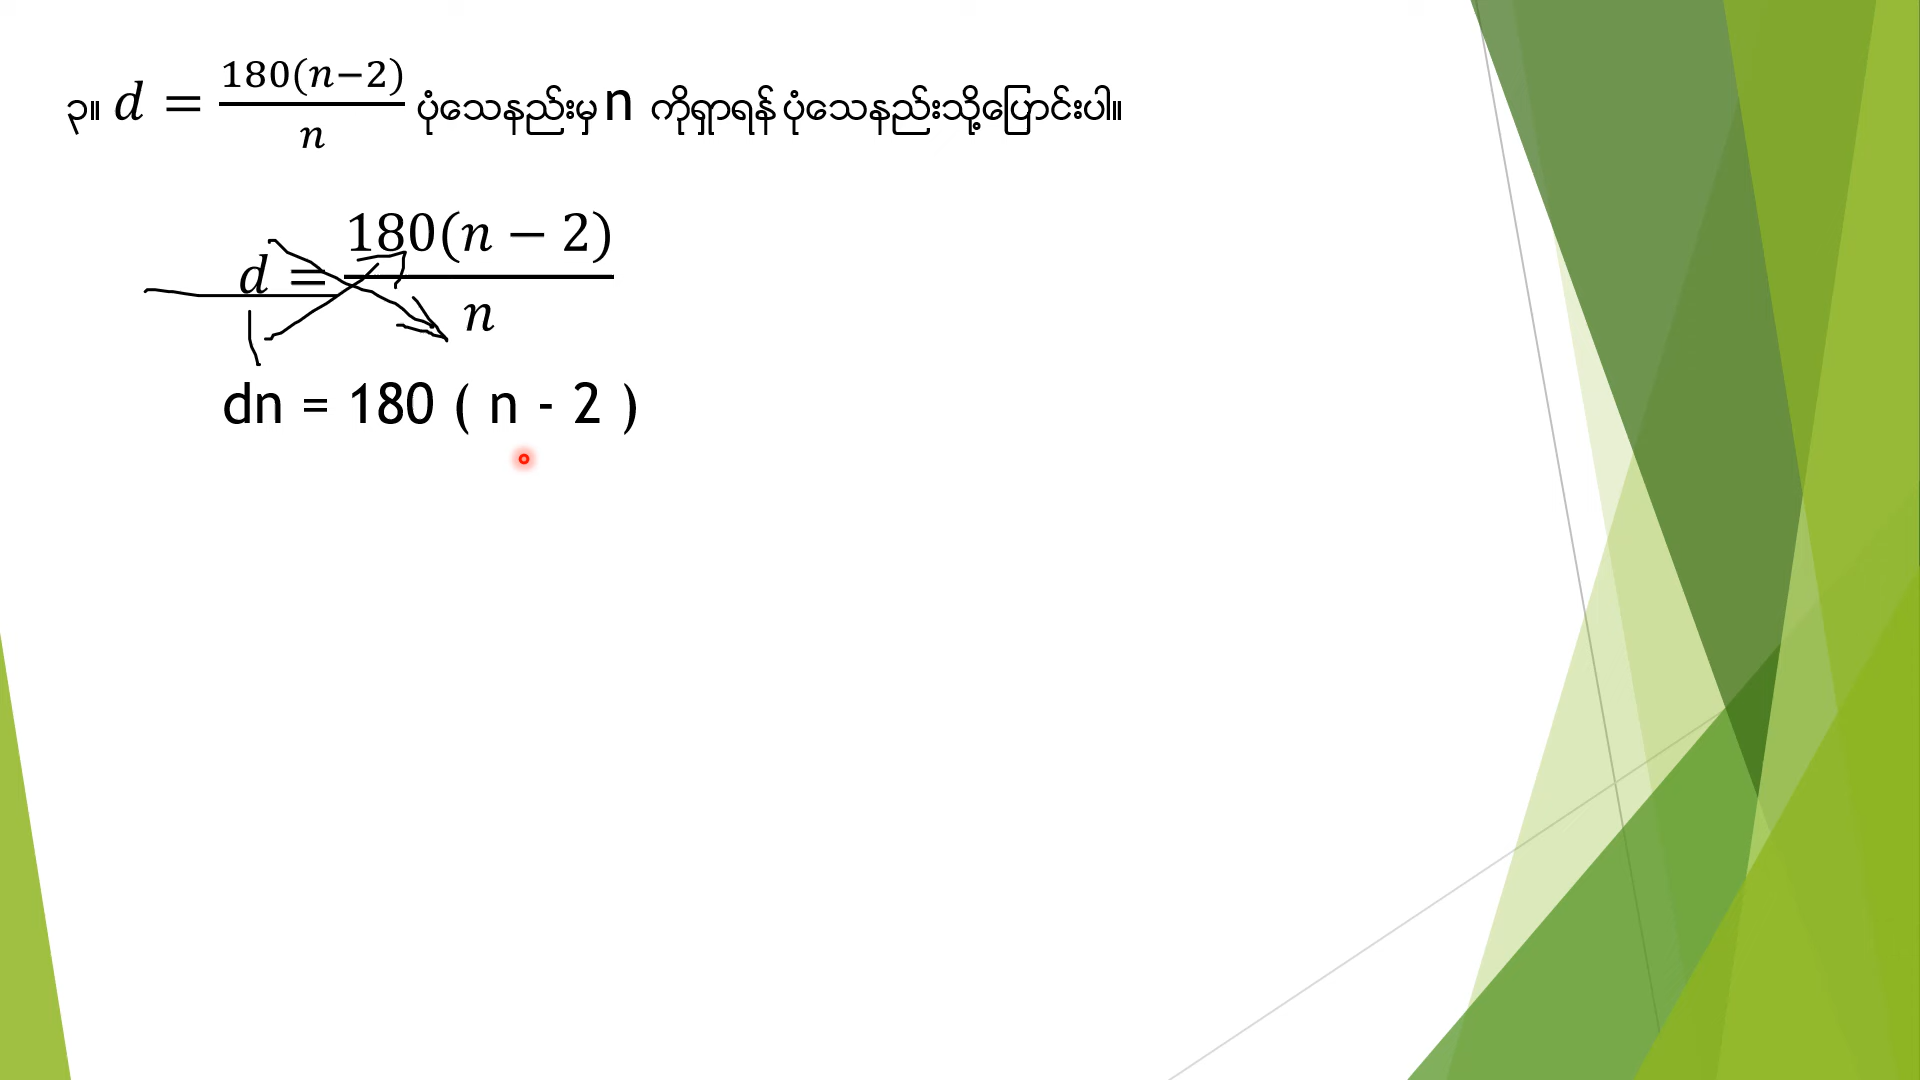 ၃။ d = 180(n−2)/n ပုံသေနည်းမှ n ကိုရှာရန် ပုံသေနည်းသို့ပြောင်းပါ။
d = 180(n − 2)/n
dn = 180 ( n - 2 )